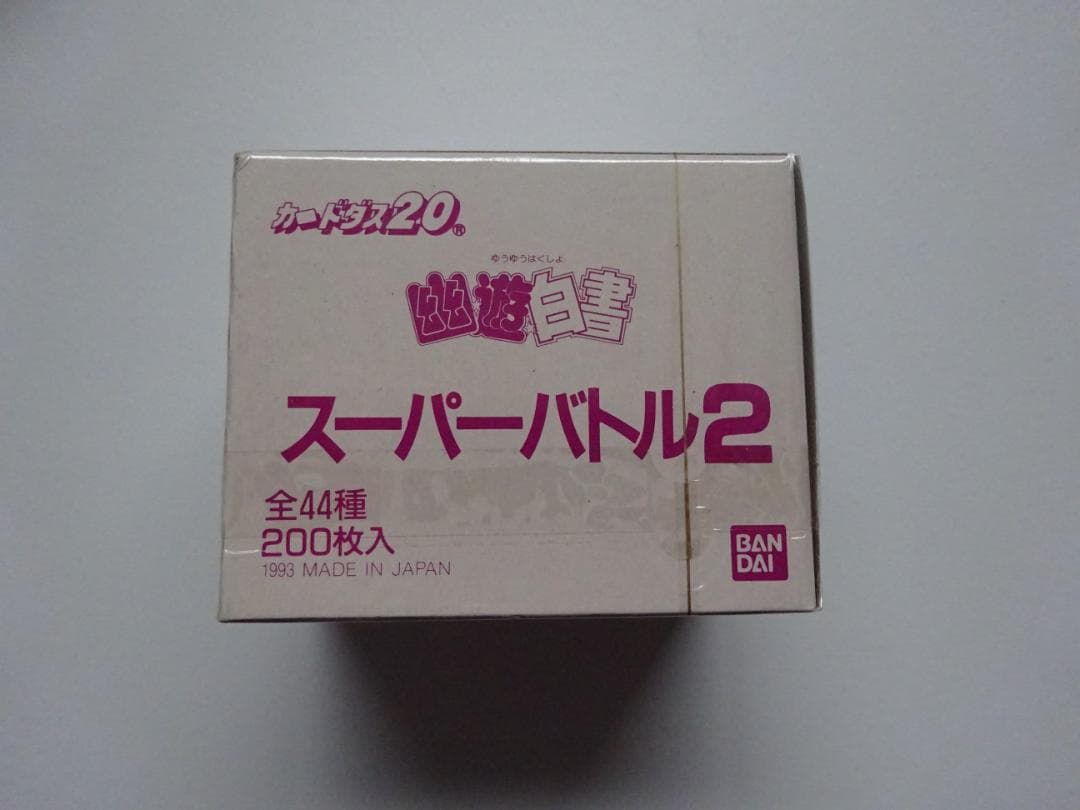 カードダス20®
ゆうゆうはくしょ
幽遊白書
スーパーバトル2
全44種
200枚入
1993 MADE IN JAPAN
BAN
DAI